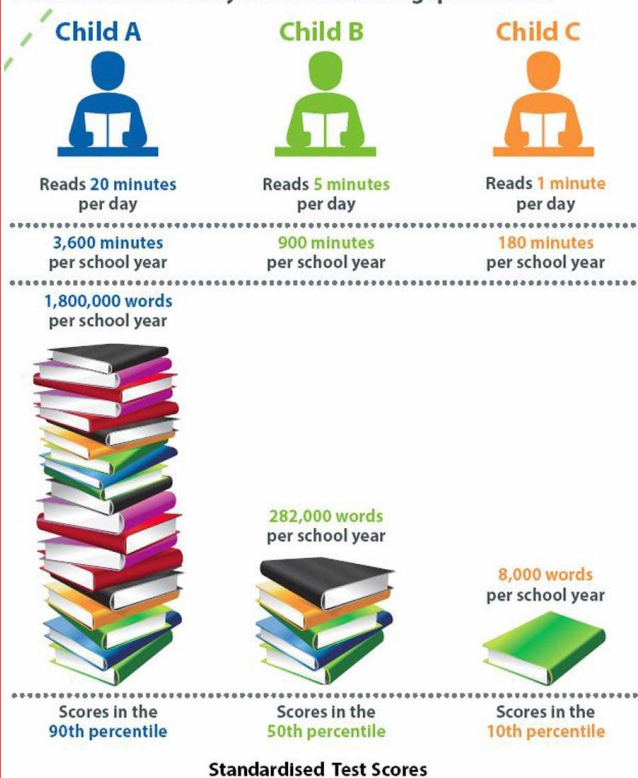 Child A
Child B
Child C
Reads 20 minutes
per day
Reads 5 minutes
per day
Reads 1 minute
per day
3,600 minutes
per school year
900 minutes
per school year
180 minutes
per school year
1,800,000 words
per school year
282,000 words
per school year
8,000 words
per school year
Scores in the
90th percentile
Scores in the
50th percentile
Scores in the
10th percentile
Standardised Test Scores